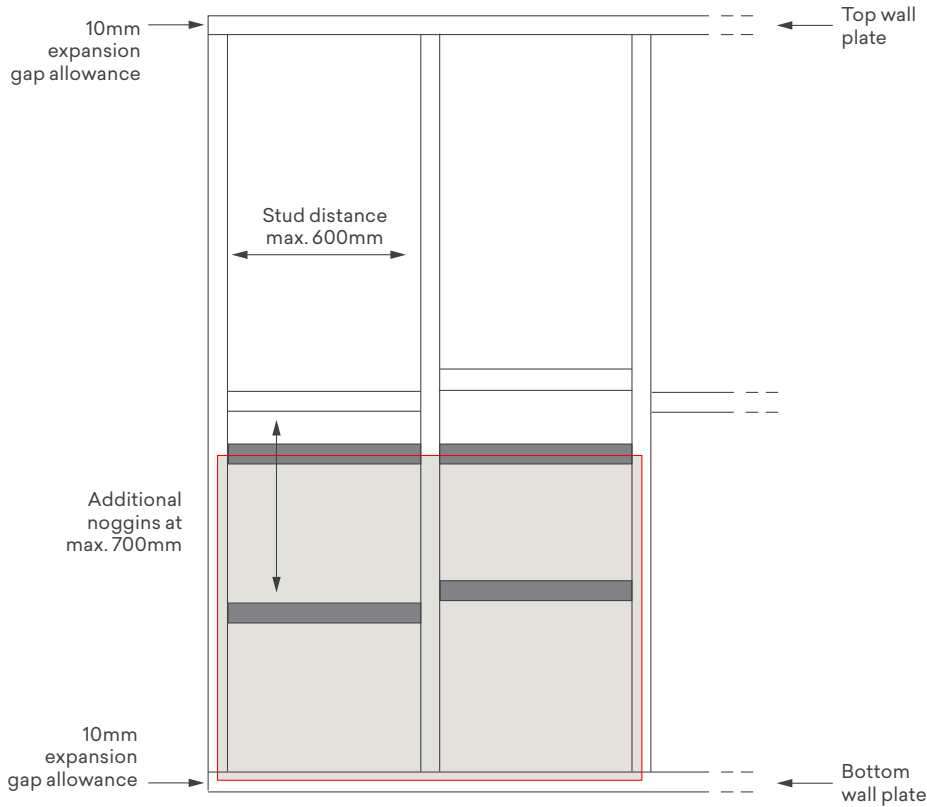 10mm
expansion
gap allowance
Top wall
plate
Stud distance
max. 600mm
Additional
noggins at
max. 700mm
10mm
expansion
gap allowance
Bottom
wall plate